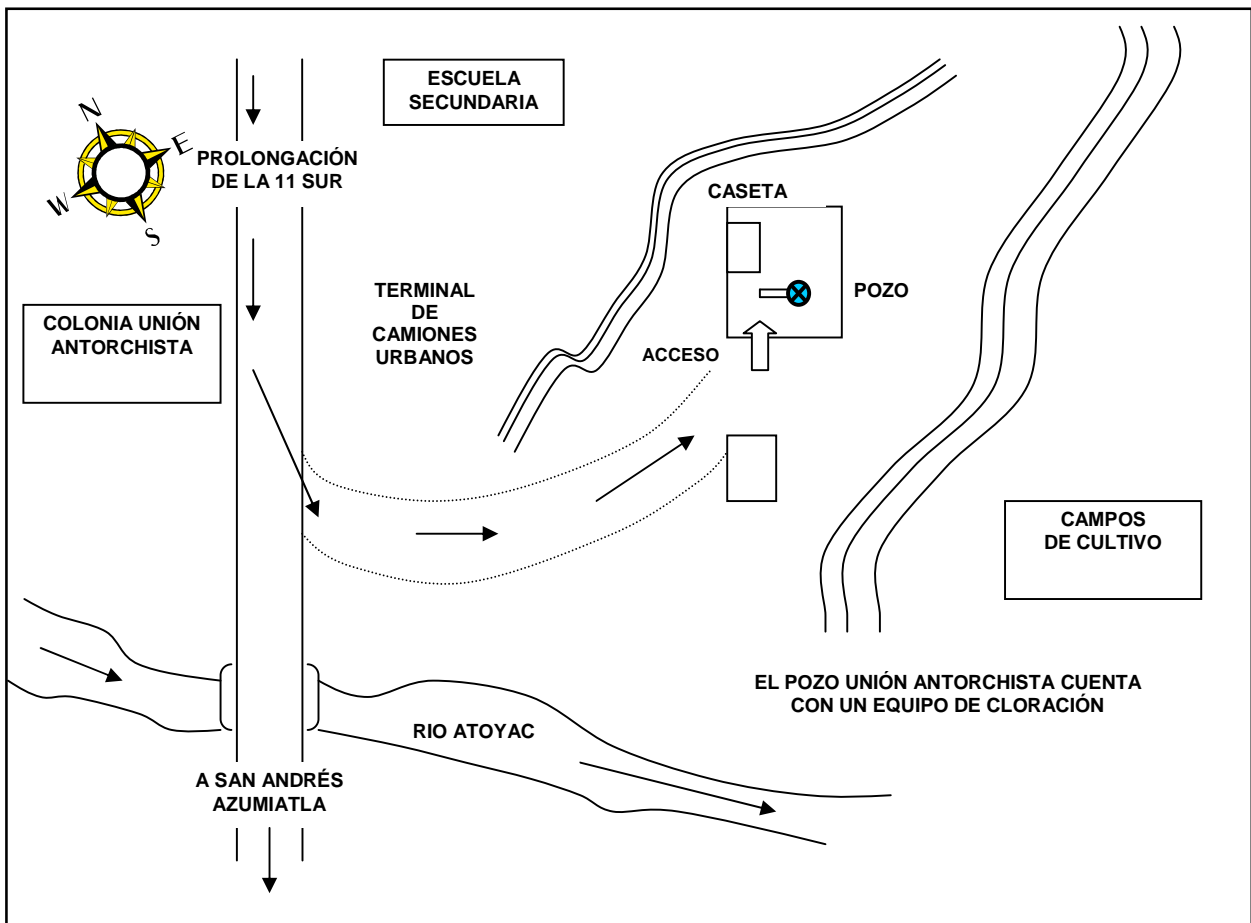 ESCUELA
SECUNDARIA
N
E
W
S
PROLONGACIÓN
DE LA 11 SUR
CASETA
POZO
TERMINAL
DE
CAMIONES
URBANOS
COLONIA UNIÓN
ANTORCHISTA
ACCESO
CAMPOS
DE CULTIVO
EL POZO UNIÓN ANTORCHISTA CUENTA
CON UN EQUIPO DE CLORACIÓN
RIO ATOYAC
A SAN ANDRÉS
AZUMIATLA